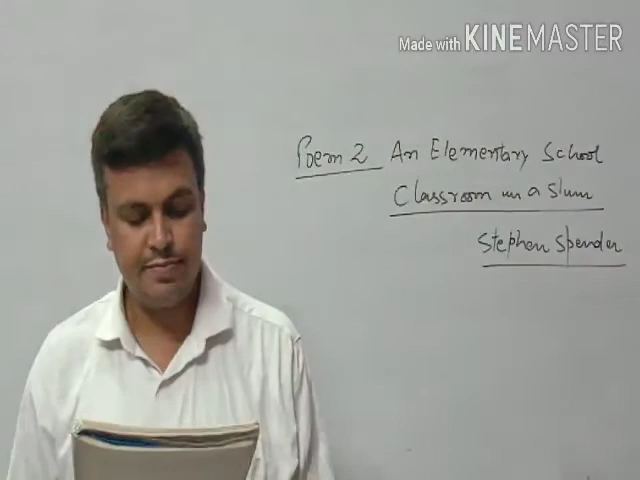 Made with KINEMASTER
Poem 2 An Elementary School
Classroom in a Slum
Stephen Spender